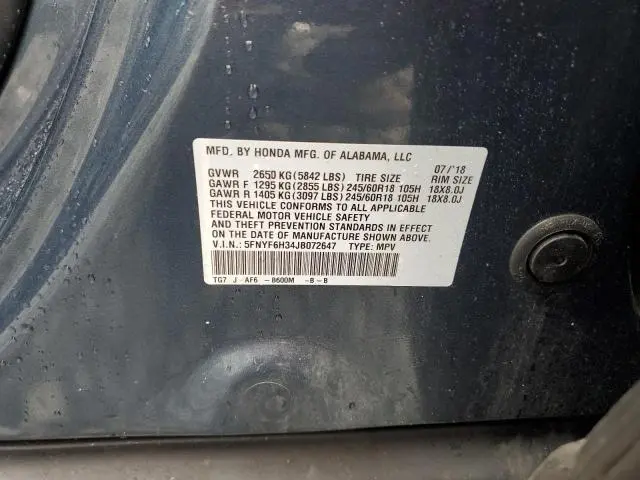 MFD. BY HONDA MFG. OF ALABAMA, LLC 07/'18
GVWR 2650 KG(5842 LBS) TIRE SIZE RIM SIZE
GAWR F 1295 KG(2855 LBS) 245/60R18 105H 18X8.0J
GAWR R 1405 KG(3097 LBS) 245/60R18 105H 18X8.0J
THIS VEHICLE CONFORMS TO ALL APPLICABLE
FEDERAL MOTOR VEHICLE SAFETY
AND THEFT PREVENTION STANDARDS IN EFFECT
ON THE DATE OF MANUFACTURE SHOWN ABOVE.
V.I.N.: 5FNYF6H34JB072647 TYPE: MPV
TG7 J-AF6 -B600M -B-B